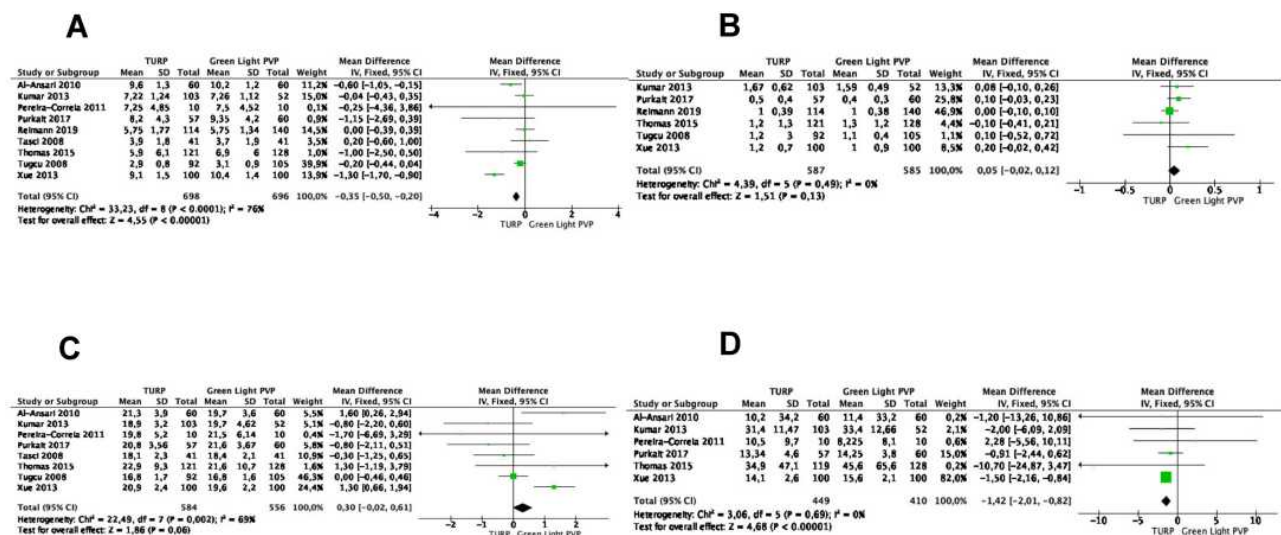 A
TURP Green Light PVP Mean Difference Mean Difference
Study or Subgroup Mean SD Total Mean SD Total Weight IV, Fixed, 95% CI IV, Fixed, 95% CI
Al-Ansari 2010 9,6 1,3 60 10,2 1,2 60 11,2% -0,60 [-1,05, -0,15]
Kumar 2013 7,22 1,24 103 7,26 1,12 52 15,0% -0,04 [-0,43, 0,35]
Pereira-Correia 2011 7,25 4,85 10 7,5 4,52 10 0,1% -0,25 [-4,36, 3,86]
Purkait 2017 8,2 4,3 57 9,35 4,2 60 1,0% -1,15 [-2,69, 0,39]
Reimann 2019 5,75 1,77 114 5,75 1,34 140 14,5% 0,00 [-0,39, 0,39]
Tasci 2008 3,9 1,8 41 3,7 1,9 41 3,5% 0,20 [-0,60, 1,00]
Thomas 2015 5,9 6,1 121 6,9 6 128 1,0% -1,00 [-2,50, 0,50]
Tugcu 2008 2,9 0,8 92 3,1 0,9 105 39,9% -0,20 [-0,44, 0,04]
Xue 2013 9,1 1,5 100 10,4 1,4 100 13,9% -1,30 [-1,70, -0,90]
Total (95% CI) 698 696 100,0% -0,35 [-0,50, -0,20]
Heterogeneity: Chi² = 33,23, df = 8 (P < 0.0001); I² = 76%
Test for overall effect: Z = 4,55 (P < 0.00001)
-4 -2 0 2 4
TURP Green Light PVP
B
TURP Green Light PVP Mean Difference Mean Difference
Study or Subgroup Mean SD Total Mean SD Total Weight IV, Fixed, 95% CI IV, Fixed, 95% CI
Kumar 2013 1,67 0,62 103 1,59 0,49 52 13,3% 0,08 [-0,10, 0,26]
Purkait 2017 0,5 0,4 57 0,4 0,3 60 25,8% 0,10 [-0,03, 0,23]
Reimann 2019 1 0,39 114 1 0,38 140 46,9% 0,00 [-0,10, 0,10]
Thomas 2015 1,2 1,3 121 1,3 1,2 128 4,4% -0,10 [-0,41, 0,21]
Tugcu 2008 1,2 3 92 1,1 0,4 105 1,1% 0,10 [-0,52, 0,72]
Xue 2013 1,2 0,7 100 1 0,9 100 8,5% 0,20 [-0,02, 0,42]
Total (95% CI) 587 585 100,0% 0,05 [-0,02, 0,12]
Heterogeneity: Chi² = 4,39, df = 5 (P = 0,49); I² = 0%
Test for overall effect: Z = 1,51 (P = 0,13)
-1 -0,5 0 0,5 1
TURP Green Light PVP
C
TURP Green Light PVP Mean Difference Mean Difference
Study or Subgroup Mean SD Total Mean SD Total Weight IV, Fixed, 95% CI IV, Fixed, 95% CI
Al-Ansari 2010 21,3 3,9 60 19,7 3,6 60 5,5% 1,60 [0,26, 2,94]
Kumar 2013 18,9 3,2 103 19,7 4,62 52 5,1% -0,80 [-2,20, 0,60]
Pereira-Correia 2011 19,8 5,2 10 21,5 6,14 10 0,4% -1,70 [-6,69, 3,29]
Purkait 2017 20,8 3,56 57 21,6 3,67 60 5,8% -0,80 [-2,11, 0,51]
Tasci 2008 18,1 2,3 41 18,4 2,1 41 10,9% -0,30 [-1,25, 0,65]
Thomas 2015 22,9 9,3 121 21,6 10,7 128 1,6% 1,30 [-1,19, 3,79]
Tugcu 2008 16,8 1,7 92 16,8 1,6 105 46,3% 0,00 [-0,46, 0,46]
Xue 2013 20,9 2,4 100 19,6 2,2 100 24,4% 1,30 [0,66, 1,94]
Total (95% CI) 584 556 100,0% 0,30 [-0,02, 0,61]
Heterogeneity: Chi² = 22,49, df = 7 (P = 0,002); I² = 69%
Test for overall effect: Z = 1,86 (P = 0,06)
-2 -1 0 1 2
TURP Green Light PVP
D
TURP Green Light PVP Mean Difference Mean Difference
Study or Subgroup Mean SD Total Mean SD Total Weight IV, Fixed, 95% CI IV, Fixed, 95% CI
Al-Ansari 2010 10,2 34,2 60 11,4 33,2 60 0,2% -1,20 [-13,26, 10,86]
Kumar 2013 31,4 11,47 103 33,4 12,66 52 2,1% -2,00 [-6,09, 2,09]
Pereira-Correia 2011 10,5 9,7 10 8,225 8,1 10 0,6% 2,28 [-5,56, 10,11]
Purkait 2017 13,34 4,6 57 14,25 3,8 60 15,0% -0,91 [-2,44, 0,62]
Thomas 2015 34,9 47,1 119 45,6 65,6 128 0,2% -10,70 [-24,87, 3,47]
Xue 2013 14,1 2,6 100 15,6 2,1 100 82,0% -1,50 [-2,16, -0,84]
Total (95% CI) 449 410 100,0% -1,42 [-2,01, -0,82]
Heterogeneity: Chi² = 3,06, df = 5 (P = 0,69); I² = 0%
Test for overall effect: Z = 4,68 (P < 0.00001)
-10 -5 0 5 10
TURP Green Light PVP